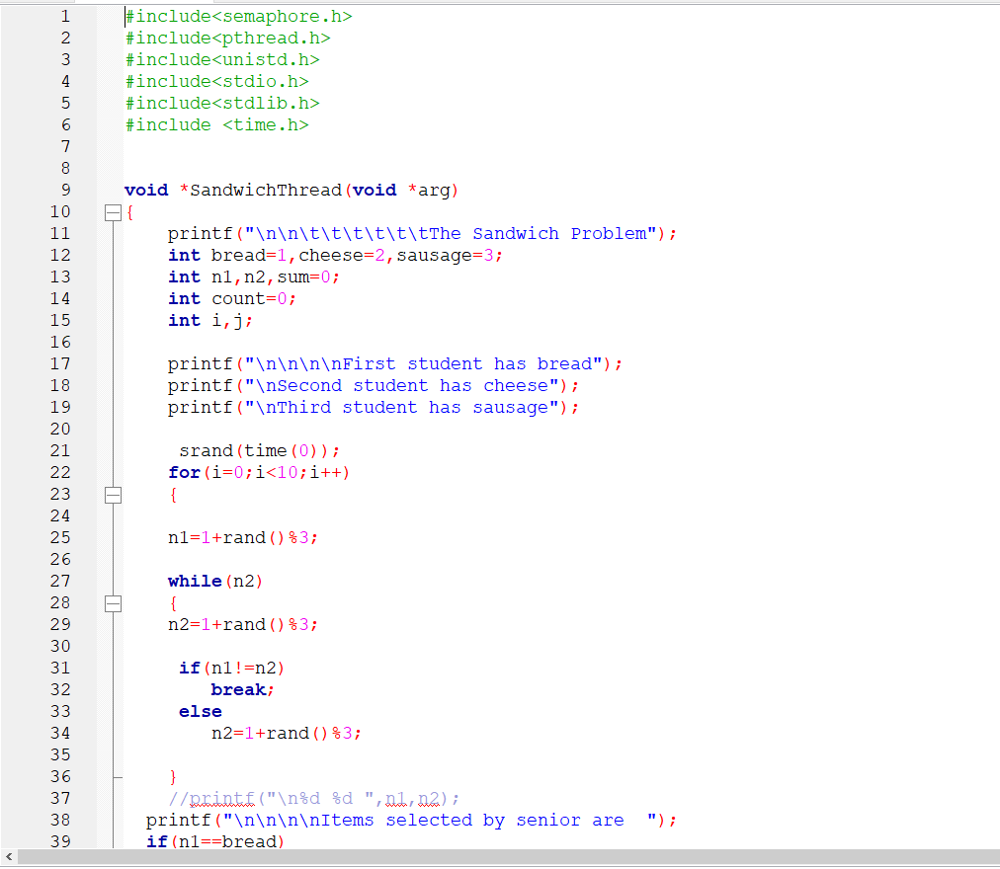 1 #include<semaphore.h>
2 #include<pthread.h>
3 #include<unistd.h>
4 #include<stdio.h>
5 #include<stdlib.h>
6 #include <time.h>
7
8
9 void *SandwichThread(void *arg)
10 {
11     printf("\n\n\t\t\t\t\t\tThe Sandwich Problem");
12     int bread=1,cheese=2,sausage=3;
13     int n1,n2,sum=0;
14     int count=0;
15     int i,j;
16
17     printf("\n\n\n\nFirst student has bread");
18     printf("\nSecond student has cheese");
19     printf("\nThird student has sausage");
20
21      srand(time(0));
22     for(i=0;i<10;i++)
23     {
24
25     n1=1+rand()%3;
26
27     while(n2)
28     {
29     n2=1+rand()%3;
30
31      if(n1!=n2)
32         break;
33      else
34         n2=1+rand()%3;
35
36     }
37     //printf("\n%d %d ",n1,n2);
38   printf("\n\n\n\nItems selected by senior are  ");
39   if(n1==bread)